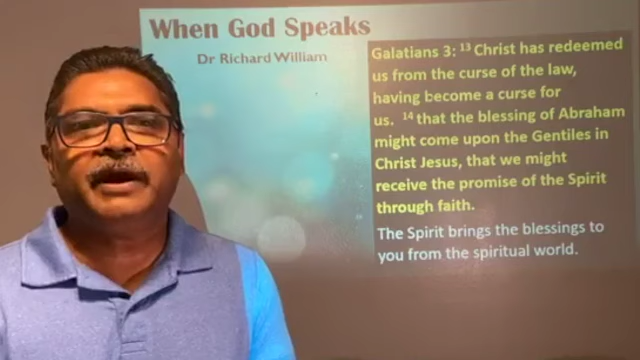 When God Speaks
Dr Richard William
Galatians 3: ¹³ Christ has redeemed
us from the curse of the law,
having become a curse for
us. ¹⁴ that the blessing of Abraham
might come upon the Gentiles in
Christ Jesus, that we might
receive the promise of the Spirit
through faith.
The Spirit brings the blessings to
you from the spiritual world.